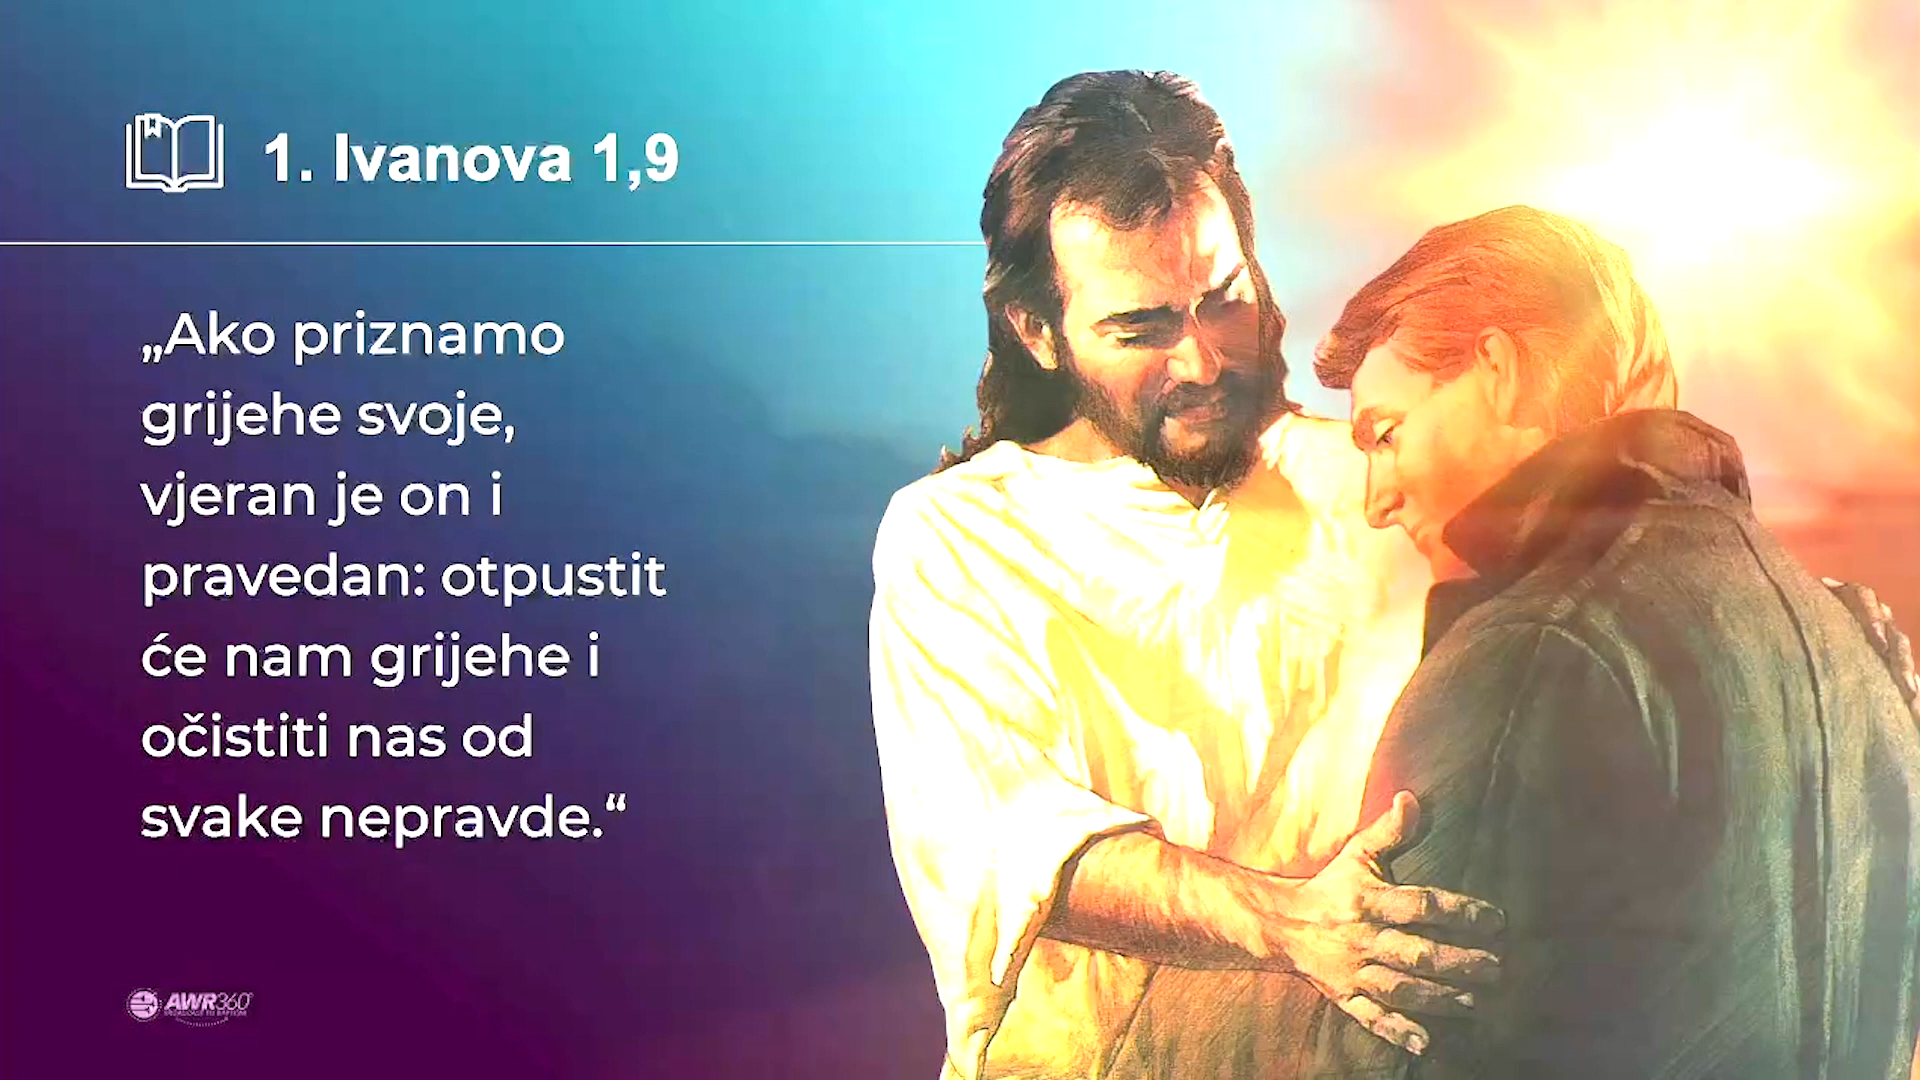 1. Ivanova 1,9
„Ako priznamo
grijehe svoje,
vjeran je on i
pravedan: otpustit
će nam grijehe i
očistiti nas od
svake nepravde.“
AWR360°